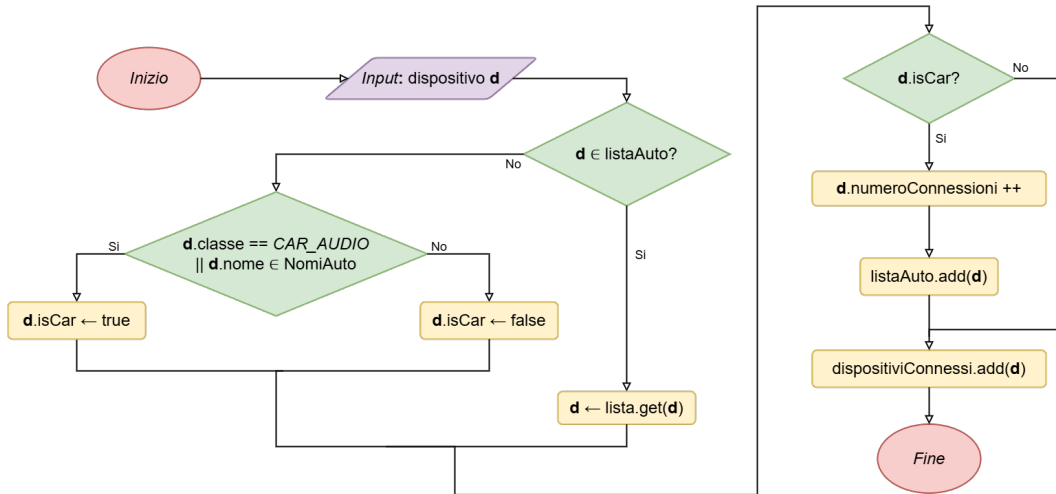 Inizio
Input: dispositivo d
d ∈ listaAuto?
No
Si
d.classe == CAR_AUDIO
|| d.nome ∈ NomiAuto
Si
No
d.isCar ← true
d.isCar ← false
d ← lista.get(d)
d.isCar?
No
Si
d.numeroConnessioni ++
listaAuto.add(d)
dispositiviConnessi.add(d)
Fine